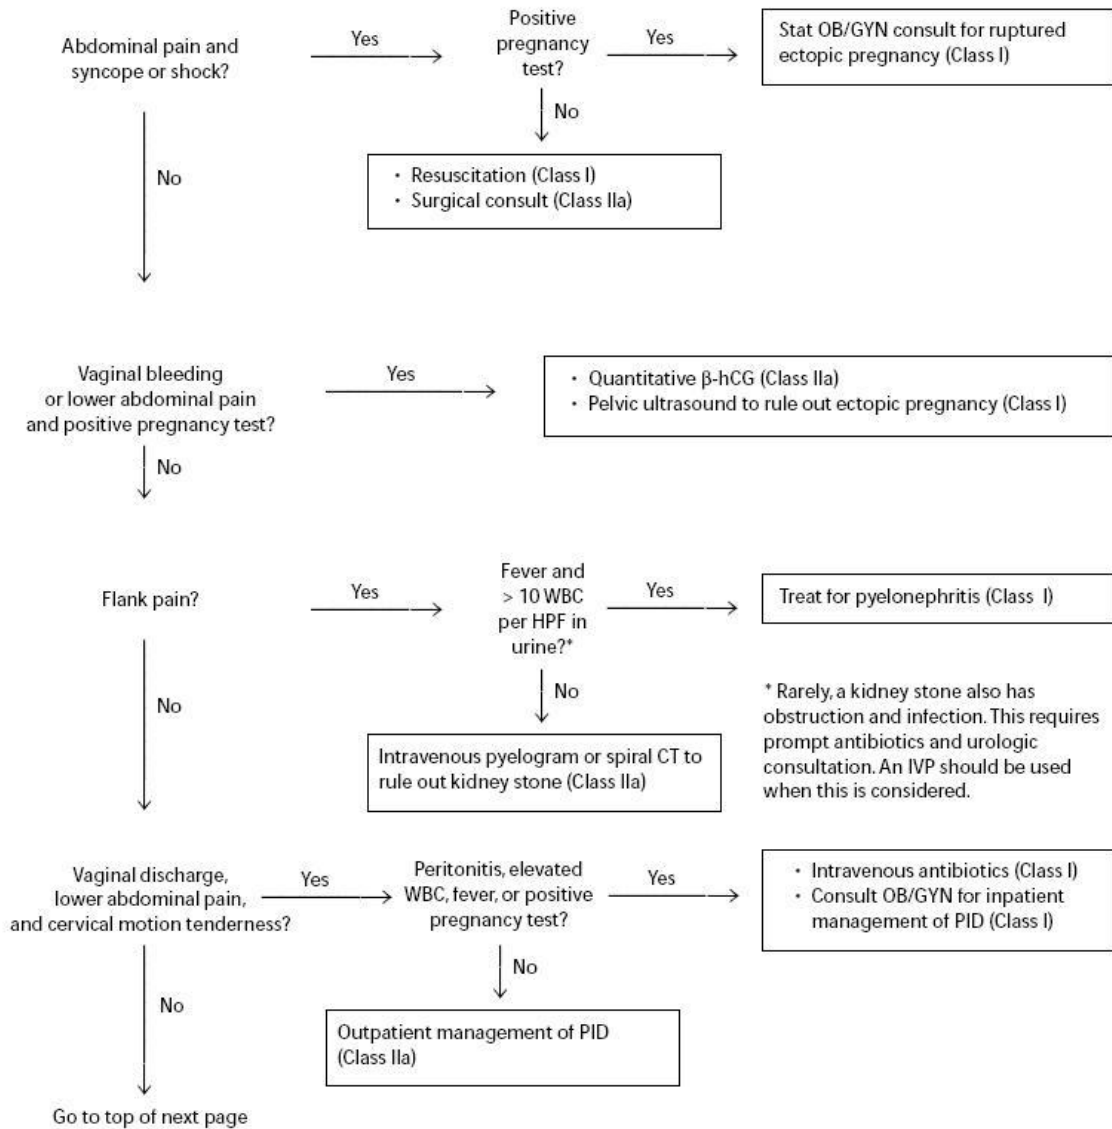 Abdominal pain and
syncope or shock?
Yes
Positive
pregnancy
test?
Yes
Stat OB/GYN consult for ruptured
ectopic pregnancy (Class I)
No
No
• Resuscitation (Class I)
• Surgical consult (Class IIa)
Vaginal bleeding
or lower abdominal pain
and positive pregnancy test?
Yes
• Quantitative β-hCG (Class IIa)
• Pelvic ultrasound to rule out ectopic pregnancy (Class I)
No
Flank pain?
Yes
Fever and
> 10 WBC
per HPF in
urine?*
Yes
Treat for pyelonephritis (Class I)
No
No
* Rarely, a kidney stone also has
obstruction and infection. This requires
prompt antibiotics and urologic
consultation. An IVP should be used
when this is considered.
Intravenous pyelogram or spiral CT to
rule out kidney stone (Class IIa)
Vaginal discharge,
lower abdominal pain,
and cervical motion tenderness?
Yes
Peritonitis, elevated
WBC, fever, or positive
pregnancy test?
Yes
• Intravenous antibiotics (Class I)
• Consult OB/GYN for inpatient
management of PID (Class I)
No
No
Outpatient management of PID
(Class IIa)
Go to top of next page